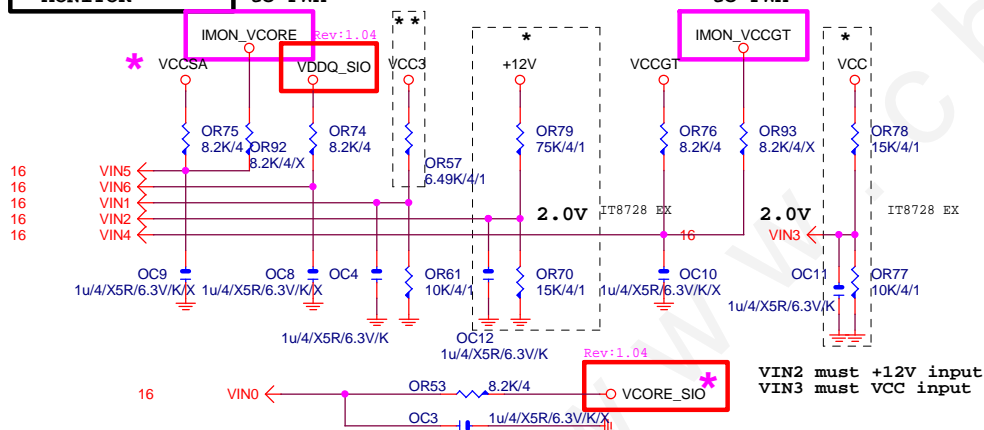 MONITOR
IMON_VCORE
Rev:1.04
**
*
IMON_VCCGT
*
* VCCSA
VDDQ_SIO
VCC3
+12V
VCCGT
VCC
OR75
8.2K/4
OR92
8.2K/4/X
OR74
8.2K/4
OR57
6.49K/4/1
OR79
75K/4/1
OR76
8.2K/4
OR93
8.2K/4/X
OR78
15K/4/1
16 VIN5
16 VIN6
16 VIN1
16 VIN2
16 VIN4
2.0V
IT8728 EX
16
2.0V
VIN3
IT8728 EX
OC9
1u/4/X5R/6.3V/K/X
OC8
1u/4/X5R/6.3V/K/X
OC4
1u/4/X5R/6.3V/K
OR61
10K/4/1
OC12
1u/4/X5R/6.3V/K
OR70
15K/4/1
OC10
1u/4/X5R/6.3V/K/X
OC11
1u/4/X5R/6.3V/K
OR77
10K/4/1
Rev:1.04
16 VIN0
OR53
8.2K/4
VCORE_SIO *
OC3
1u/4/X5R/6.3V/K/X
VIN2 must +12V input
VIN3 must VCC input